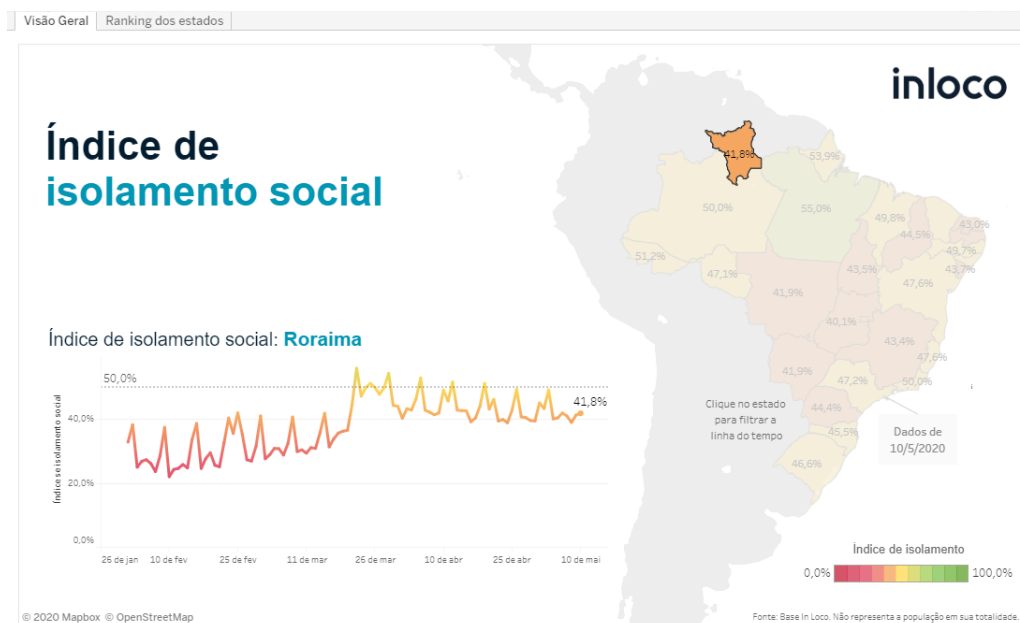 Visão Geral
Ranking dos estados
inloco
Índice de
isolamento social
Índice de isolamento social: Roraima
Índice se isolamento social
50,0%
40,0%
20,0%
0,0%
41,8%
26 de jan
10 de fev
25 de fev
11 de mar
26 de mar
10 de abr
25 de abr
10 de mai
41,8%
53,9%
50,0%
55,0%
49,8%
43,0%
44,5%
49,7%
51,2%
47,1%
43,5%
43,7%
41,9%
47,6%
40,1%
43,4%
47,6%
41,9%
47,2%
50,0%
44,4%
45,5%
46,6%
Clique no estado
para filtrar a
linha do tempo
Dados de
10/5/2020
Índice de isolamento
0,0%
100,0%
© 2020 Mapbox © OpenStreetMap
Fonte: Base In Loco. Não representa a população em sua totalidade.